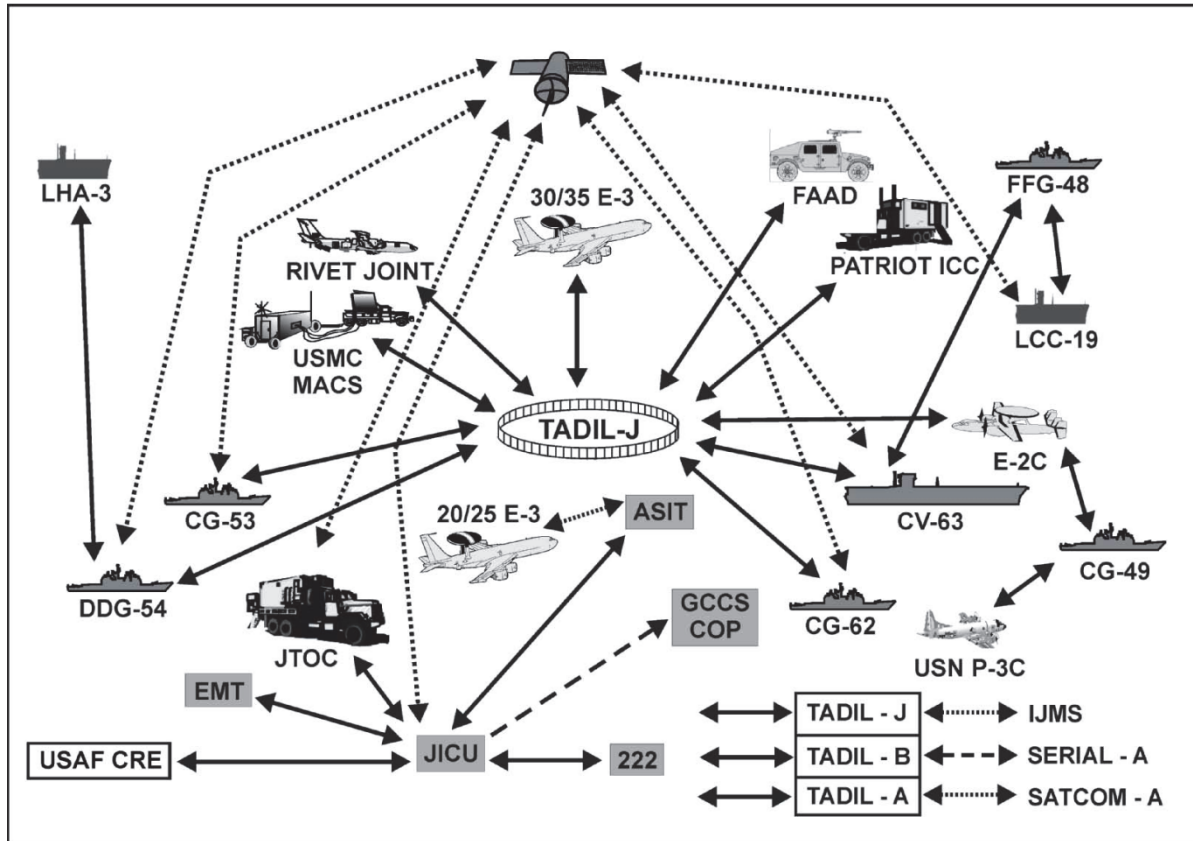 LHA-3
30/35 E-3
FAAD
FFG-48
RIVET JOINT
PATRIOT ICC
USMC
MACS
LCC-19
TADIL-J
E-2C
CG-53
20/25 E-3
ASIT
CV-63
CG-49
DDG-54
GCCS
COP
CG-62
USN P-3C
JTOC
EMT
JICU
222
USAF CRE
TADIL - J
IJMS
TADIL - B
SERIAL - A
TADIL - A
SATCOM - A